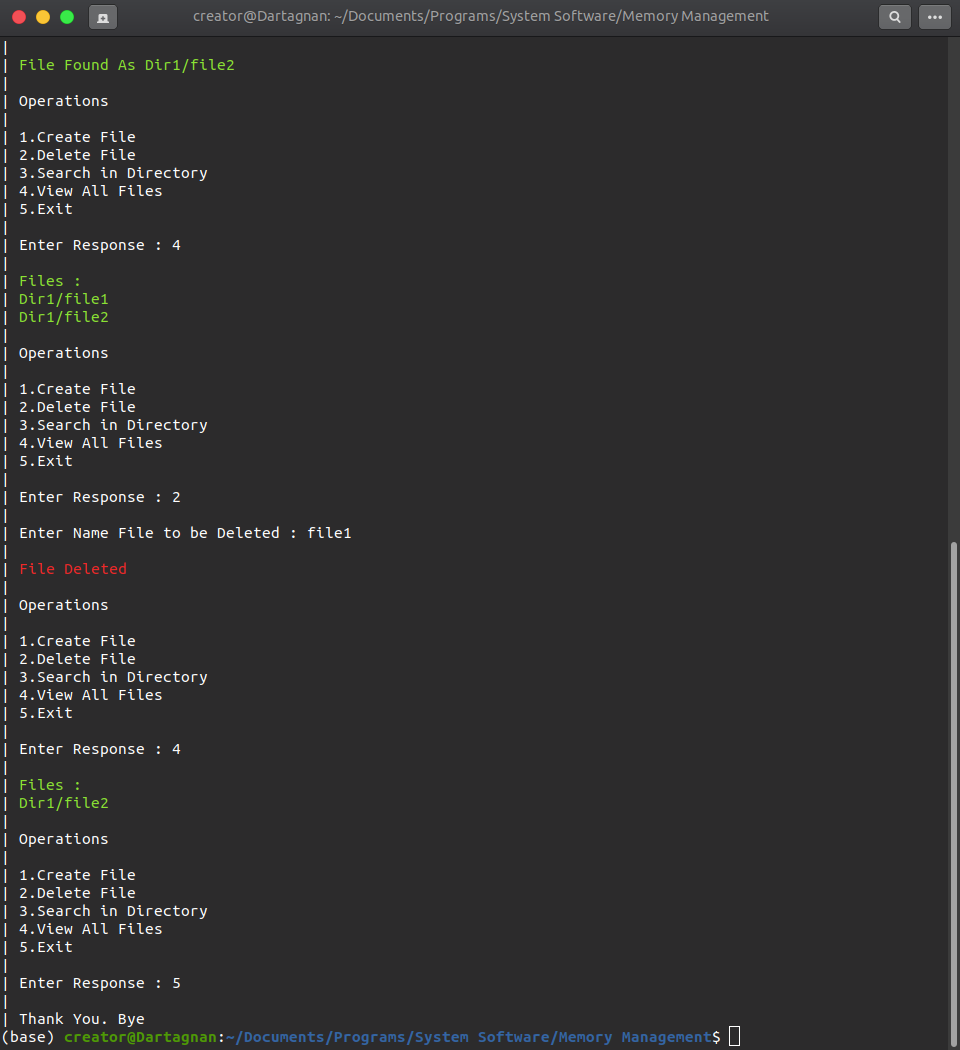 creator@Dartagnan: ~/Documents/Programs/System Software/Memory Management
|
| File Found As Dir1/file2
|
| Operations
|
| 1.Create File
| 2.Delete File
| 3.Search in Directory
| 4.View All Files
| 5.Exit
|
| Enter Response : 4
|
| Files :
| Dir1/file1
| Dir1/file2
|
| Operations
|
| 1.Create File
| 2.Delete File
| 3.Search in Directory
| 4.View All Files
| 5.Exit
|
| Enter Response : 2
|
| Enter Name File to be Deleted : file1
|
| File Deleted
|
| Operations
|
| 1.Create File
| 2.Delete File
| 3.Search in Directory
| 4.View All Files
| 5.Exit
|
| Enter Response : 4
|
| Files :
| Dir1/file2
|
| Operations
|
| 1.Create File
| 2.Delete File
| 3.Search in Directory
| 4.View All Files
| 5.Exit
|
| Enter Response : 5
|
| Thank You. Bye
(base) creator@Dartagnan:~/Documents/Programs/System Software/Memory Management$